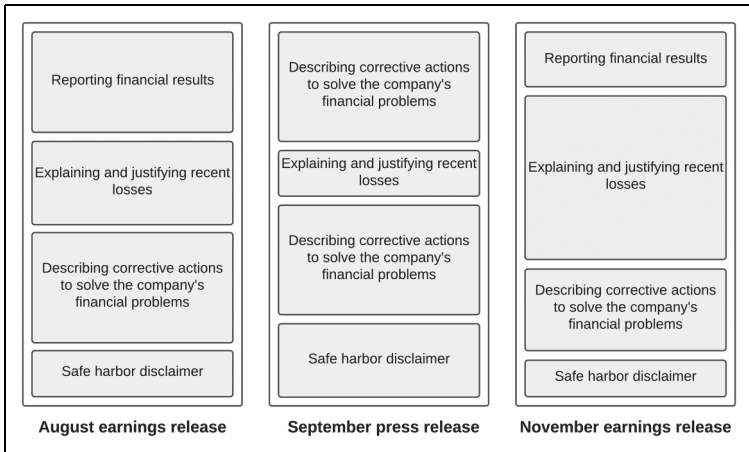 Reporting financial results
Explaining and justifying recent
losses
Describing corrective actions
to solve the company's
financial problems
Safe harbor disclaimer
August earnings release
Describing corrective actions
to solve the company's
financial problems
Explaining and justifying recent
losses
Describing corrective actions
to solve the company's
financial problems
Safe harbor disclaimer
September press release
Reporting financial results
Explaining and justifying recent
losses
Describing corrective actions
to solve the company's
financial problems
Safe harbor disclaimer
November earnings release